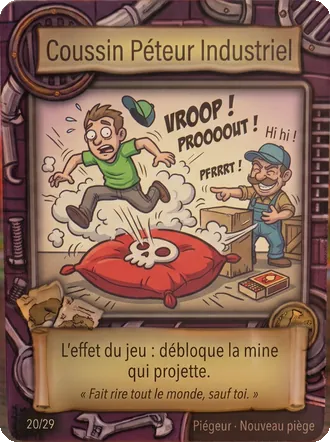 Coussin Péteur Industriel
VROOP !
PROOOOUT !
Hi hi !
PFRRRT !
L'effet du jeu : débloque la mine
qui projette.
« Fait rire tout le monde, sauf toi. »
20/29
Piégeur · Nouveau piège